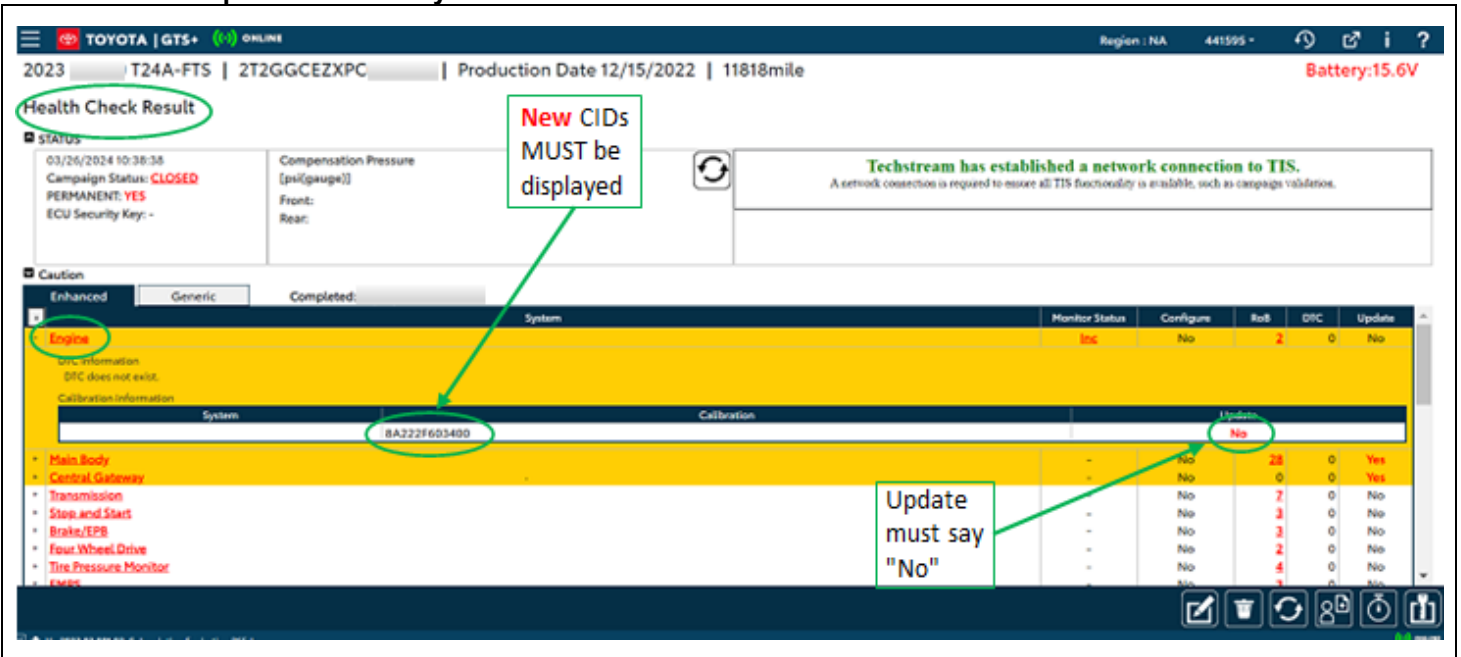 TOYOTA | GTS+ ONLINE Region : NA 441595 i ?
2023 T24A-FTS | 2T2GGCEZXPC | Production Date 12/15/2022 | 11818mile Battery:15.6V
Health Check Result
New CIDs
MUST be
displayed
STATUS
03/26/2024 10:38:38
Campaign Status: CLOSED
PERMANENT: YES
ECU Security Key: -
Compensation Pressure
[psi(gauge)]
Front:
Rear:
Techstream has established a network connection to TIS.
A network connection is required to ensure all TIS functionality is available, such as campaign validation.
Caution
Enhanced Generic Completed:
System Monitor Status Configure RoB DTC Update
Engine Inc No 2 0 No
DTC Information
DTC does not exist.
Calibration Information
System Calibration Update
8A222F603400 No
Main Body - No 28 0 Yes
Central Gateway - No 0 0 Yes
Transmission - No 7 0 No
Stop and Start - No 3 0 No
Brake/EPB - No 3 0 No
Four Wheel Drive - No 2 0 No
Tire Pressure Monitor - No 4 0 No
EMPS - No 3 0 No
Update
must say
"No"